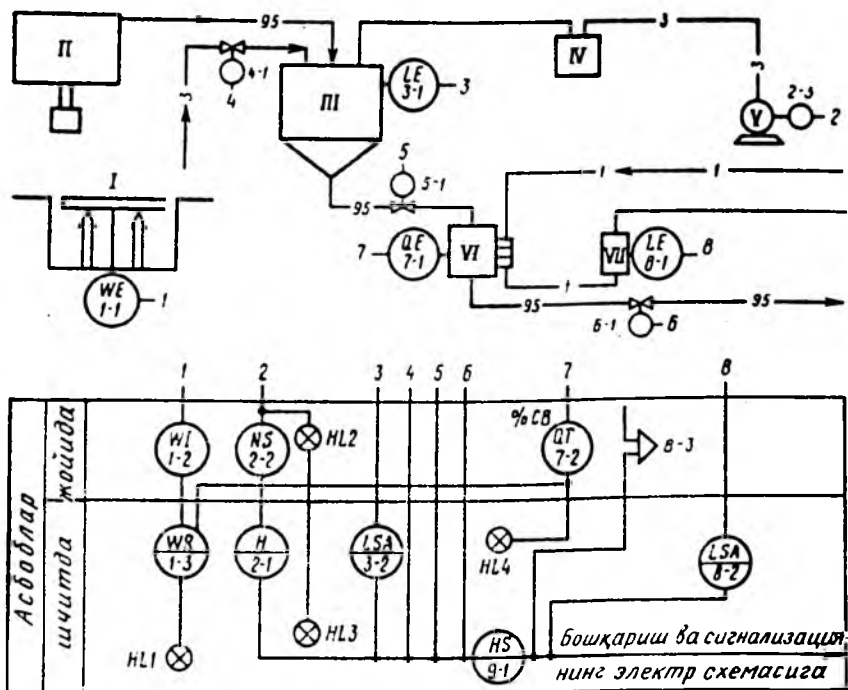 95
3
II
4-1
4
3
III
LE
3-1
3
IV
3
2-3
V
2
I
WE
1-1
1
5
5-1
95
1
1
7
QE
7-1
VI
VII
LE
8-1
8
1
95
6-1
6
95
1
2
3
4
5
6
7
8
Асбоблар
жойида
шчитда
WI
1-2
NS
2-2
HL2
% СВ
QT
7-2
8-3
WR
1-3
H
2-1
LSA
3-2
HL4
LSA
8-2
HL1
HL3
HS
9-1
бошқариш ва сигнализация-
нинг электр схемасига